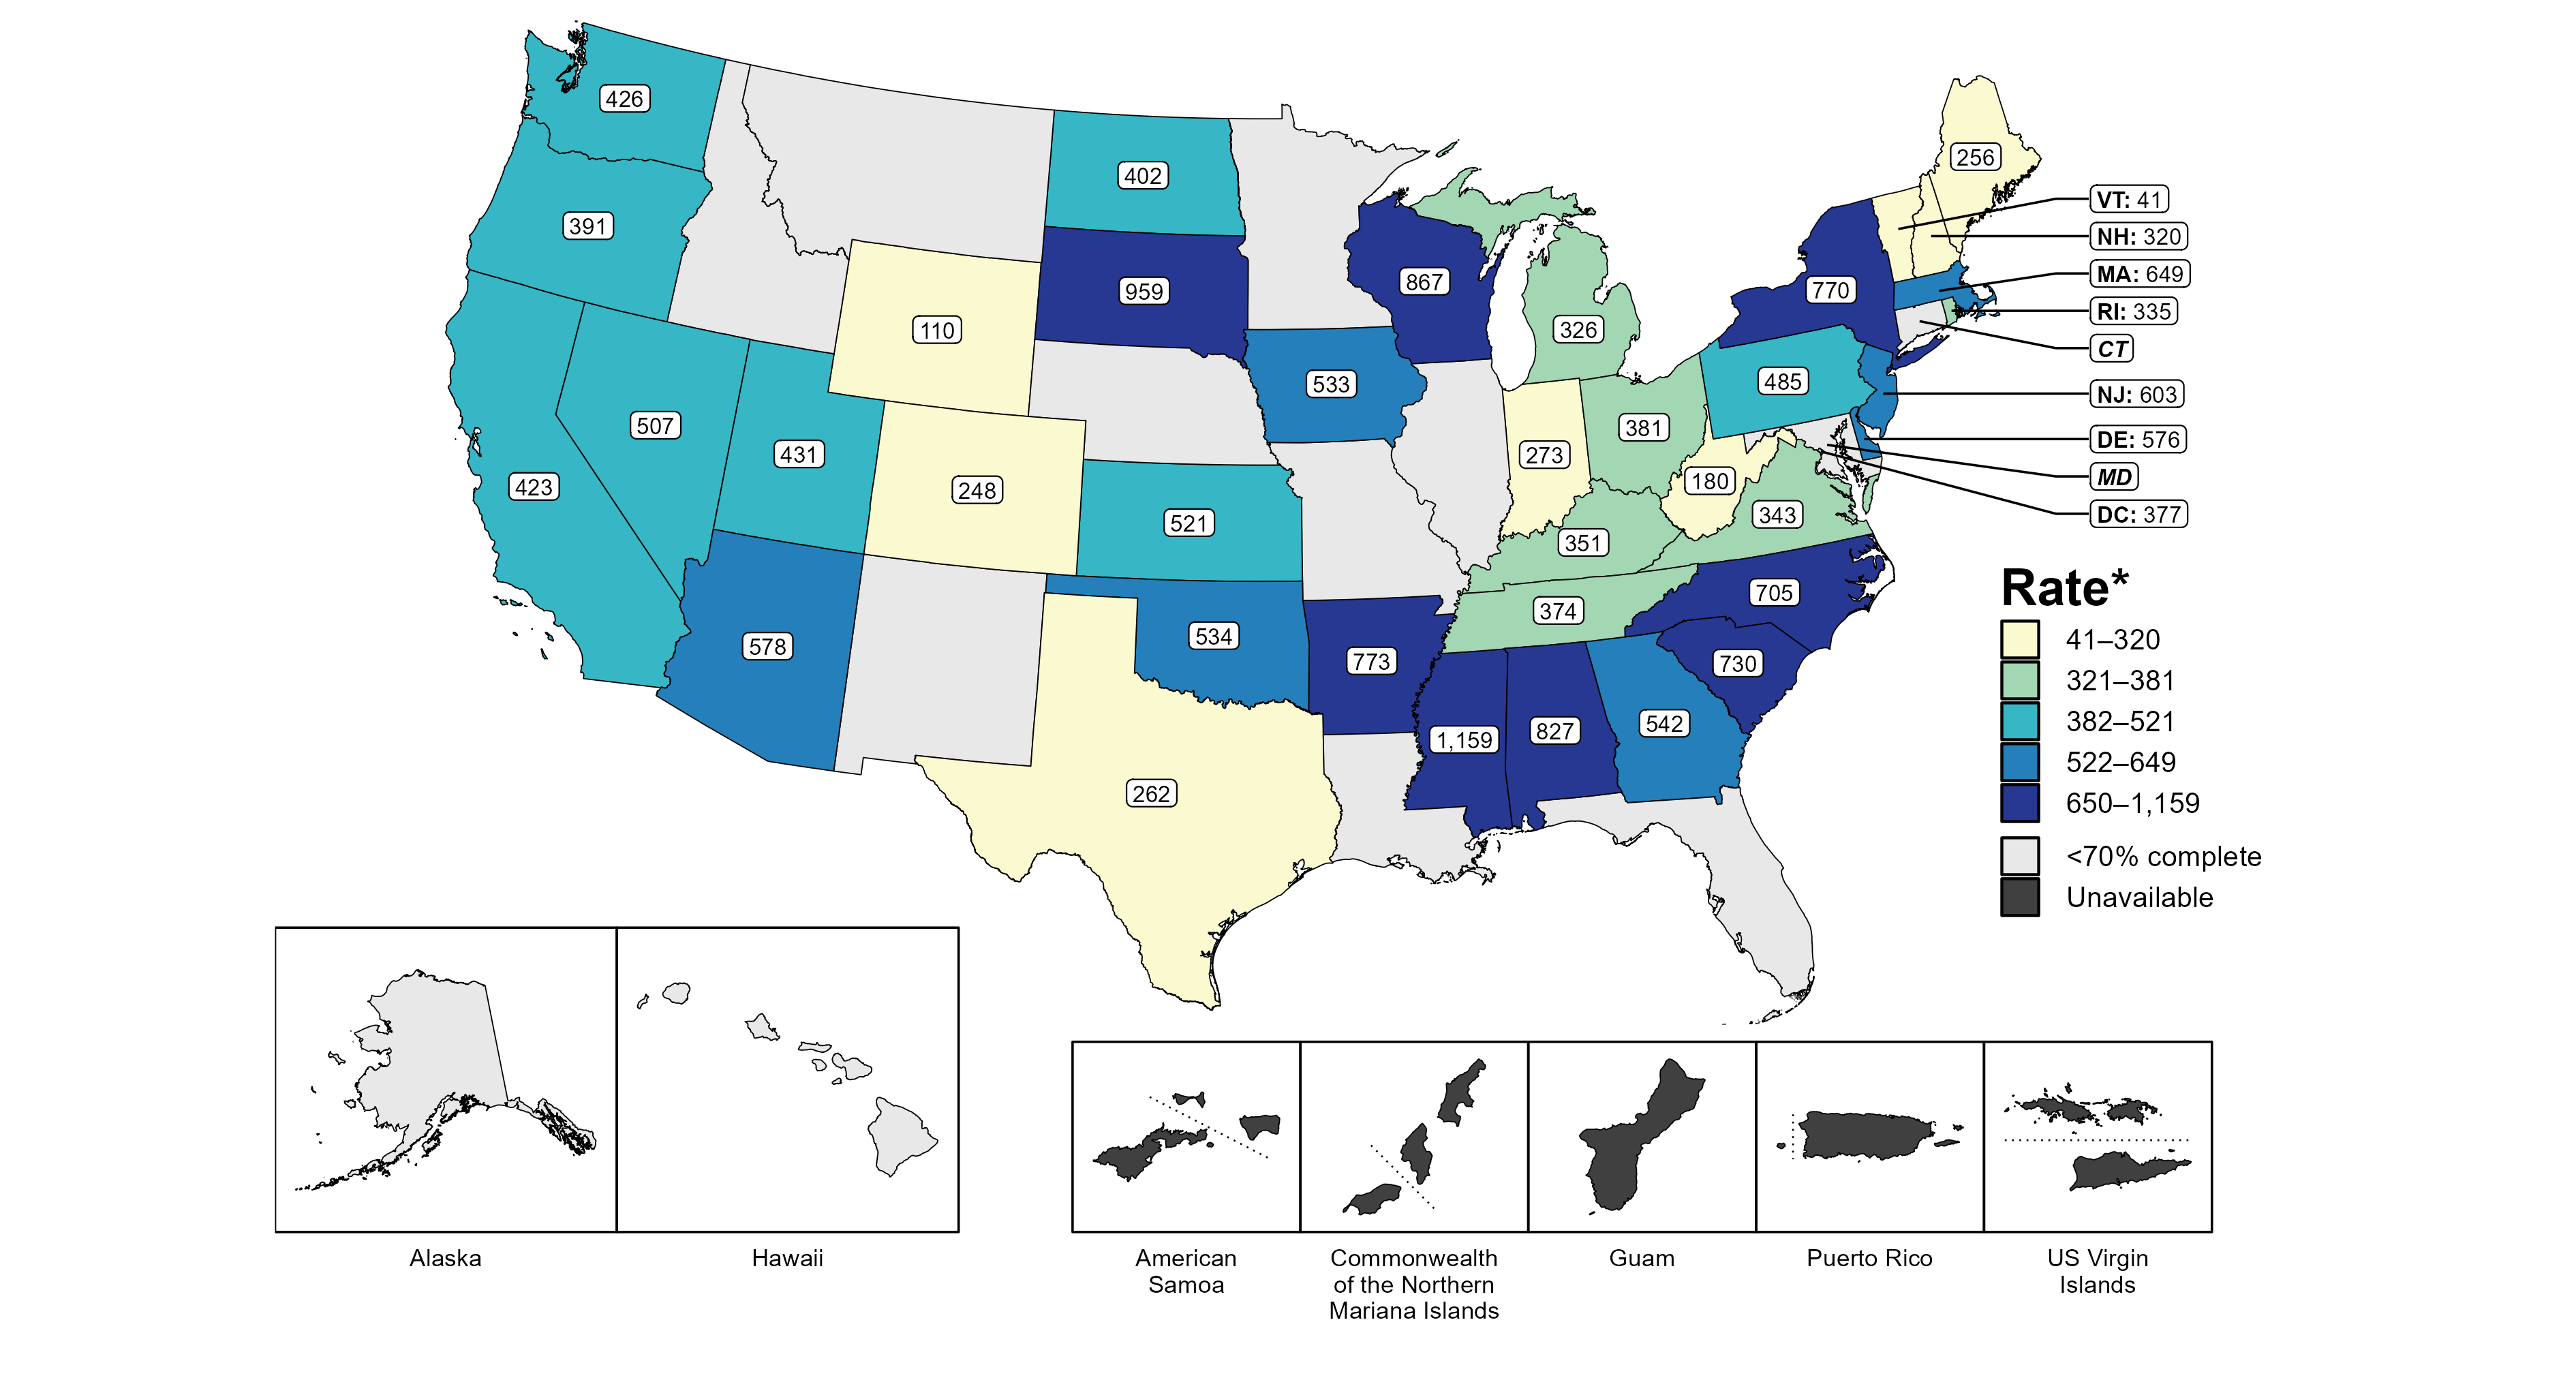 426
402
256
VT: 41
391
NH: 320
959
867
770
MA: 649
RI: 335
110
326
CT
533
485
NJ: 603
507
431
381
DE: 576
423
248
273
180
MD
521
343
DC: 377
351
Rate*
705
374
41–320
578
534
773
730
321–381
1,159
827
542
382–521
262
522–649
650–1,159
<70% complete
Unavailable
Alaska
Hawaii
American
Samoa
Commonwealth
of the Northern
Mariana Islands
Guam
Puerto Rico
US Virgin
Islands